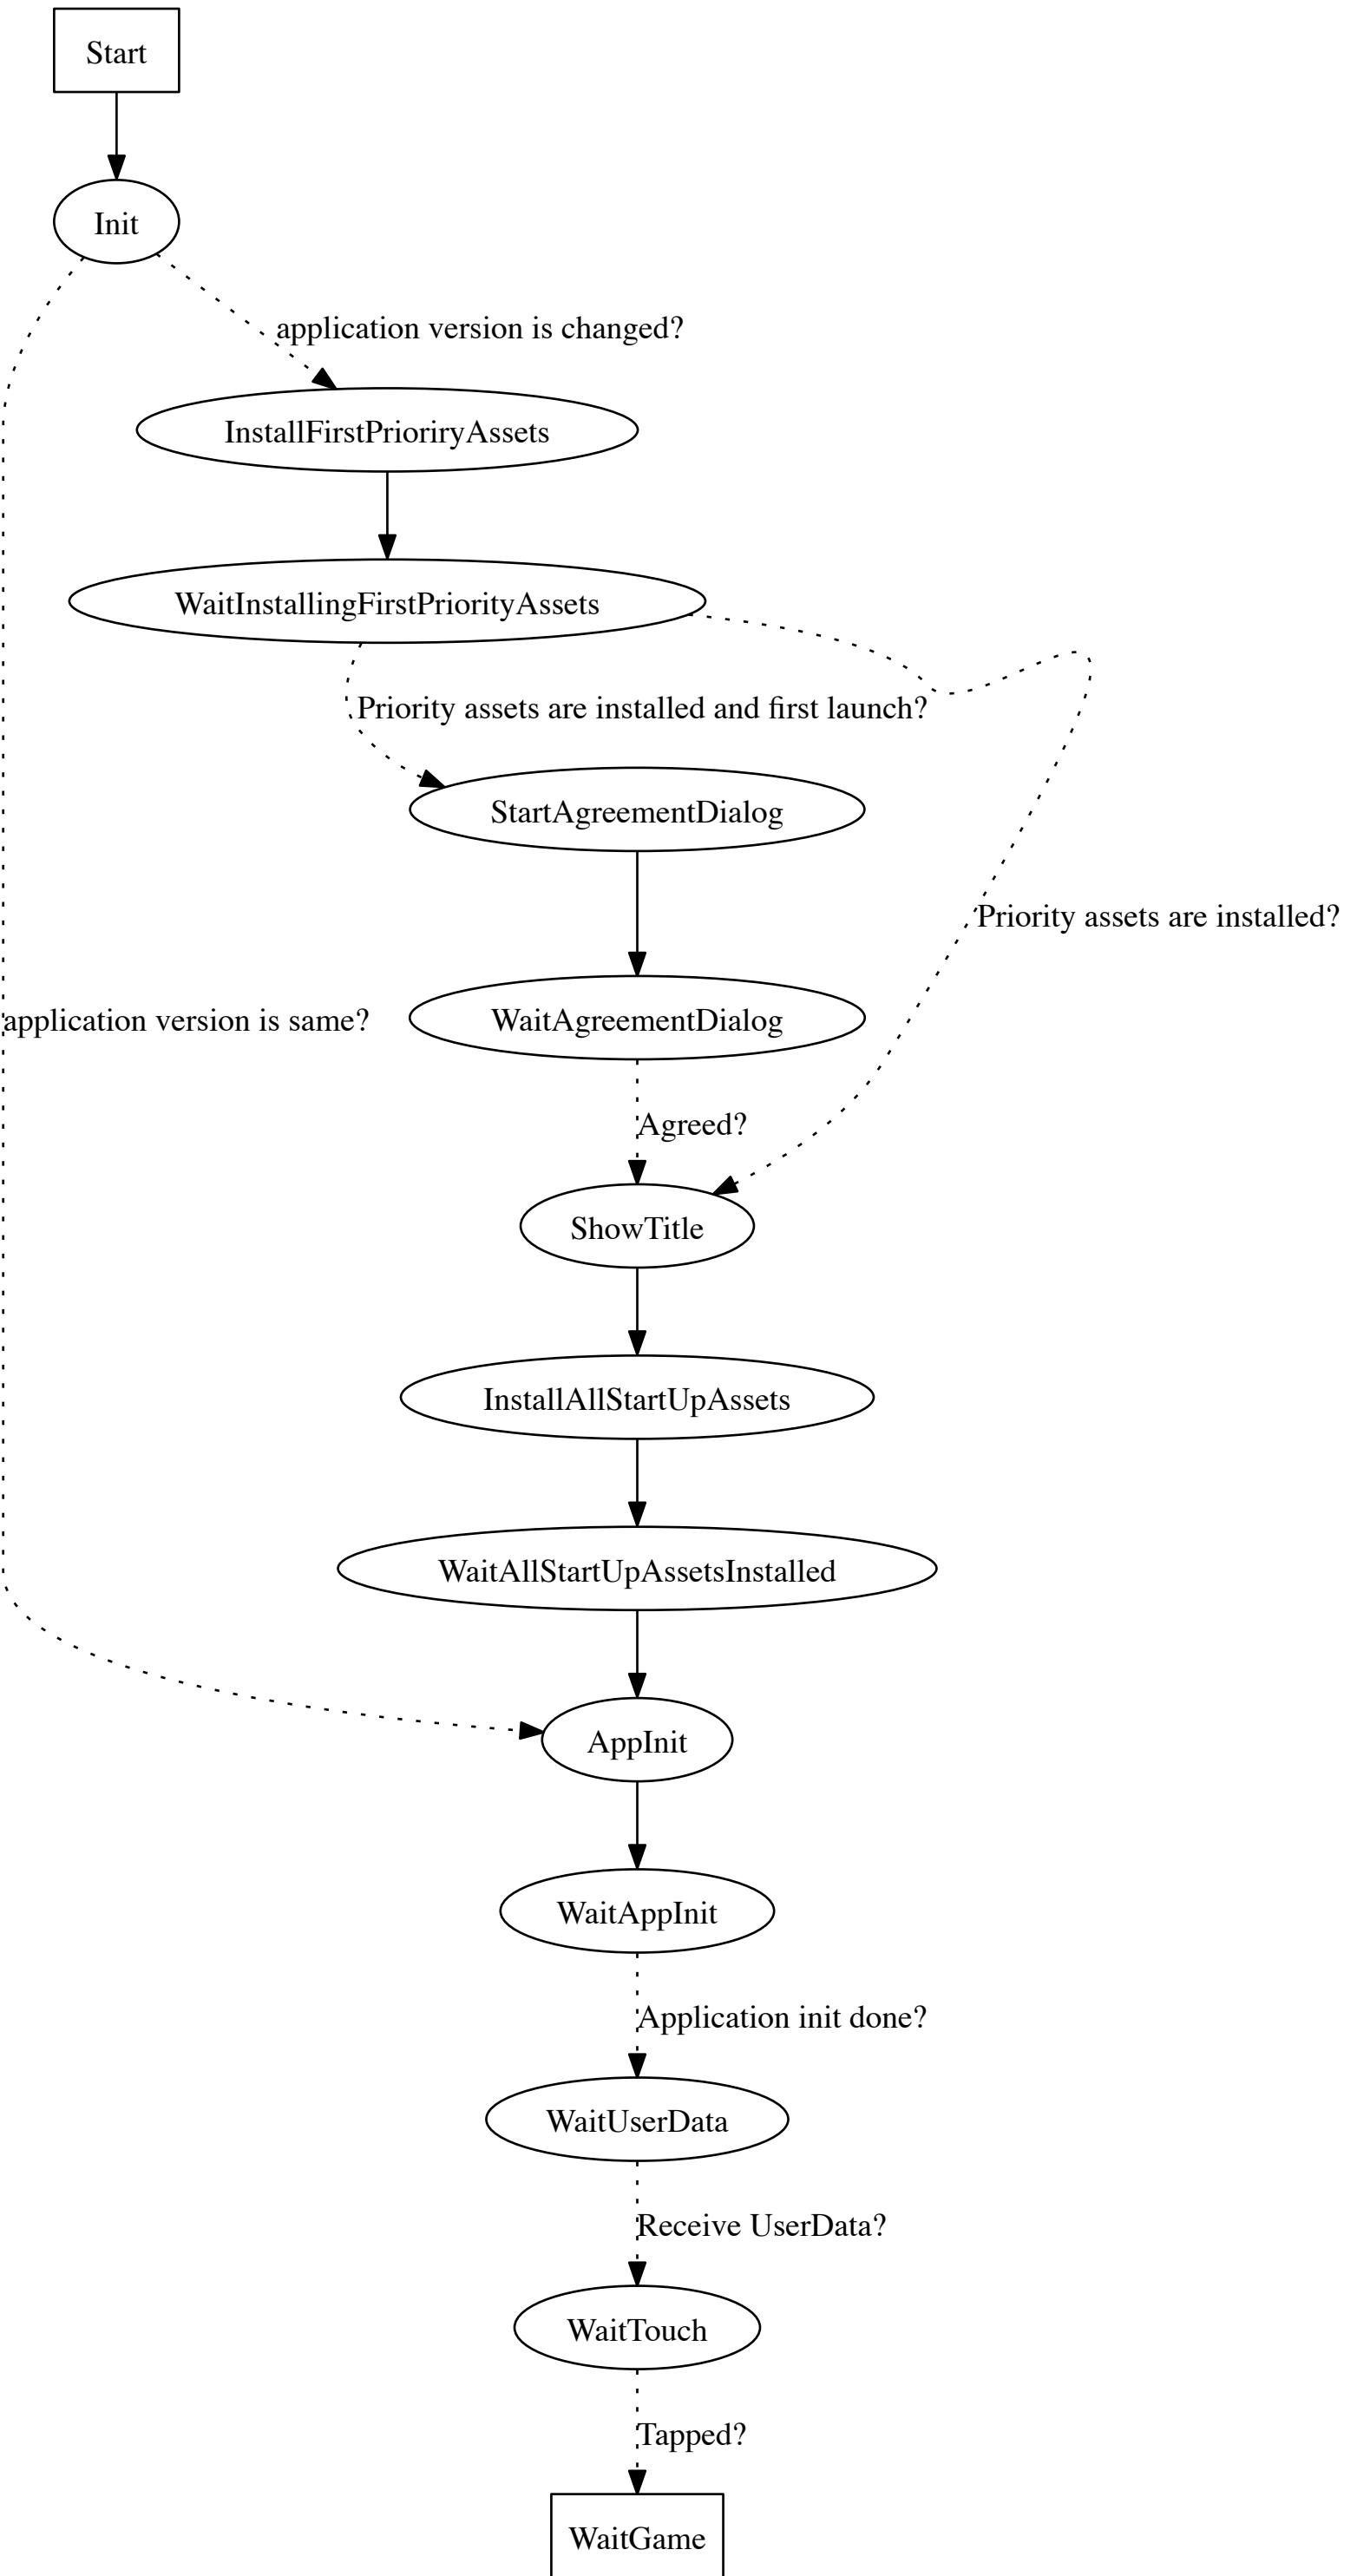 Start
Init
application version is changed?
InstallFirstPrioriryAssets
WaitInstallingFirstPriorityAssets
Priority assets are installed and first launch?
StartAgreementDialog
Priority assets are installed?
application version is same?
WaitAgreementDialog
Agreed?
ShowTitle
InstallAllStartUpAssets
WaitAllStartUpAssetsInstalled
AppInit
WaitAppInit
Application init done?
WaitUserData
Receive UserData?
WaitTouch
Tapped?
WaitGame